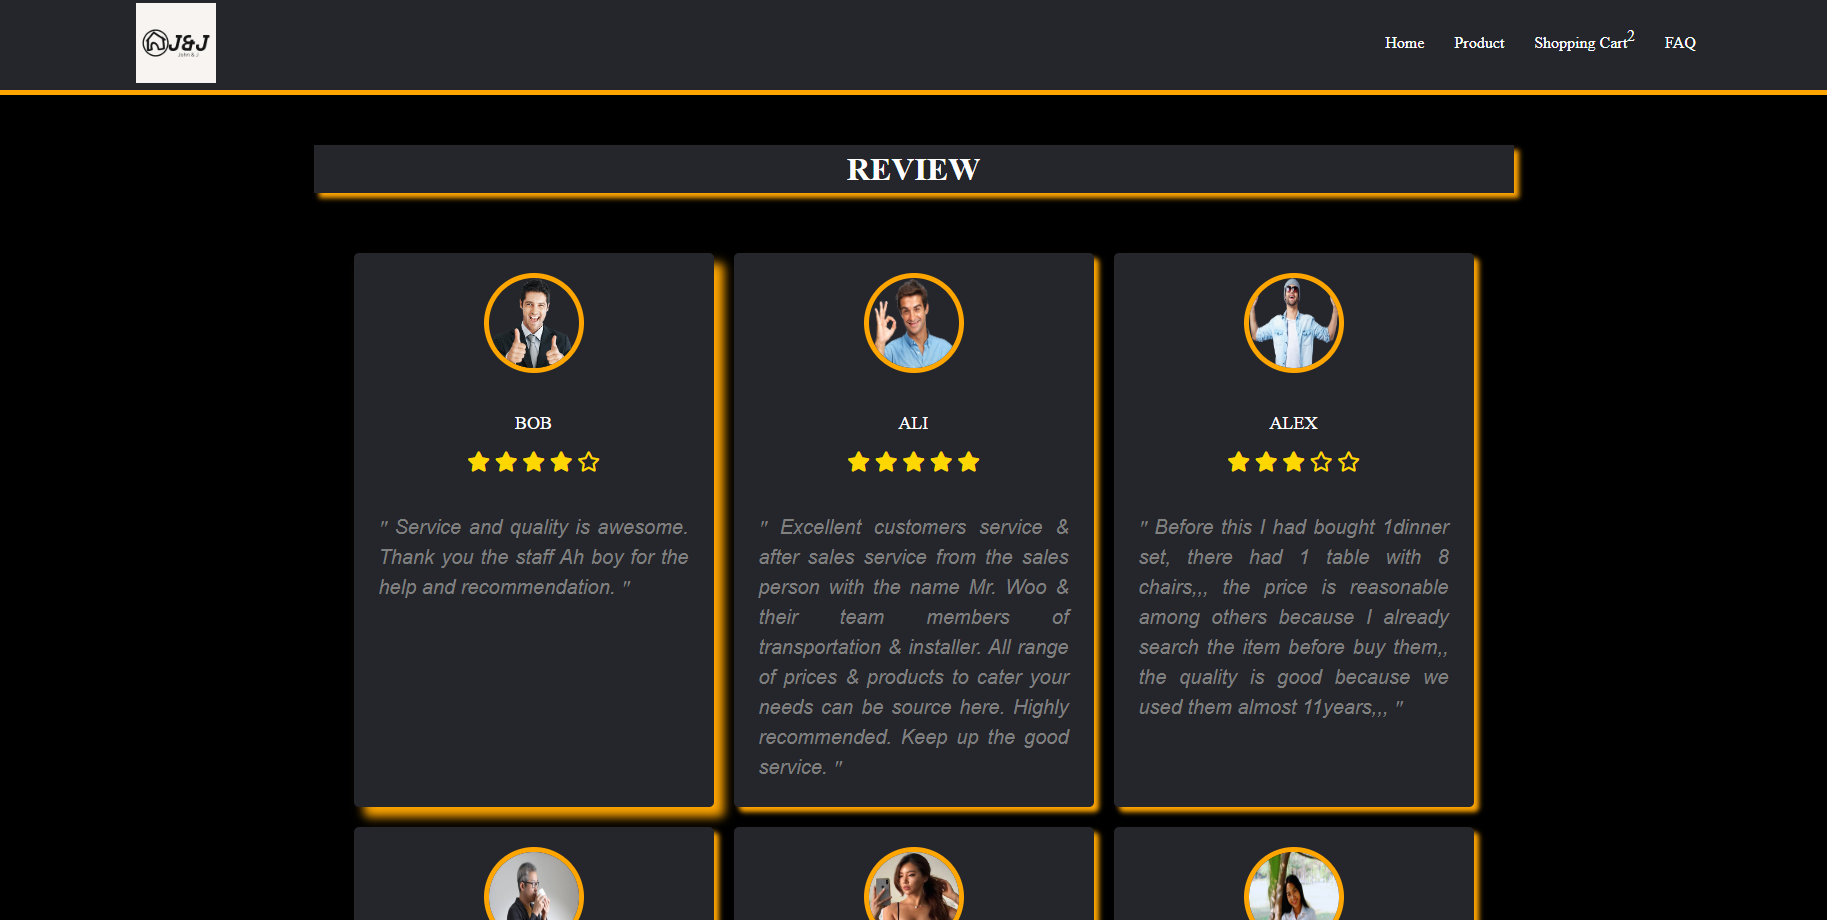 J&J
John & J
Home Product Shopping Cart2 FAQ
REVIEW
BOB
" Service and quality is awesome.
Thank you the staff Ah boy for the
help and recommendation. "
ALI
" Excellent customers service &
after sales service from the sales
person with the name Mr. Woo &
their team members of
transportation & installer. All range
of prices & products to cater your
needs can be source here. Highly
recommended. Keep up the good
service. "
ALEX
" Before this I had bought 1dinner
set, there had 1 table with 8
chairs,,, the price is reasonable
among others because I already
search the item before buy them,,
the quality is good because we
used them almost 11years,,, "